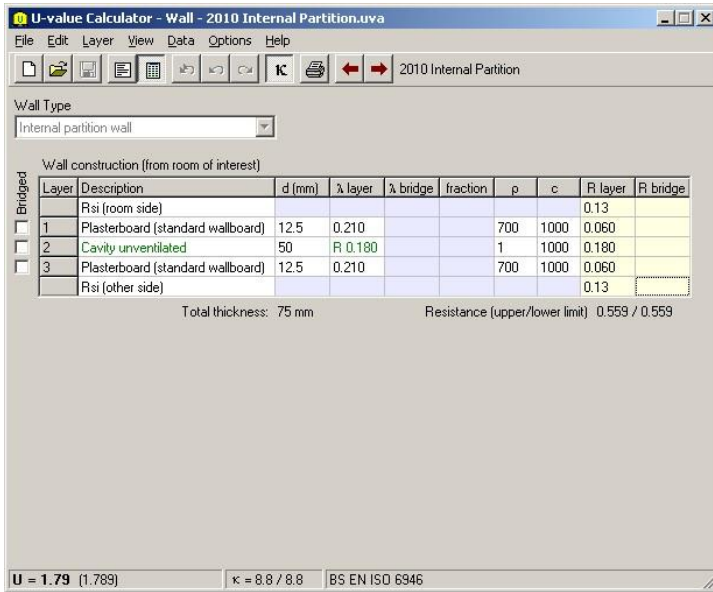 U-value Calculator - Wall - 2010 Internal Partition.uva
File Edit Layer View Data Options Help
κ 2010 Internal Partition
Wall Type
Internal partition wall
Wall construction (from room of interest)
Bridged
Layer Description d (mm) λ layer λ bridge fraction ρ c R layer R bridge
Rsi (room side) 0.13
1 Plasterboard (standard wallboard) 12.5 0.210 700 1000 0.060
2 Cavity unventilated 50 R 0.180 1 1000 0.180
3 Plasterboard (standard wallboard) 12.5 0.210 700 1000 0.060
Rsi (other side) 0.13
Total thickness: 75 mm Resistance (upper/lower limit) 0.559 / 0.559
U = 1.79 (1.789) κ = 8.8 / 8.8 BS EN ISO 6946